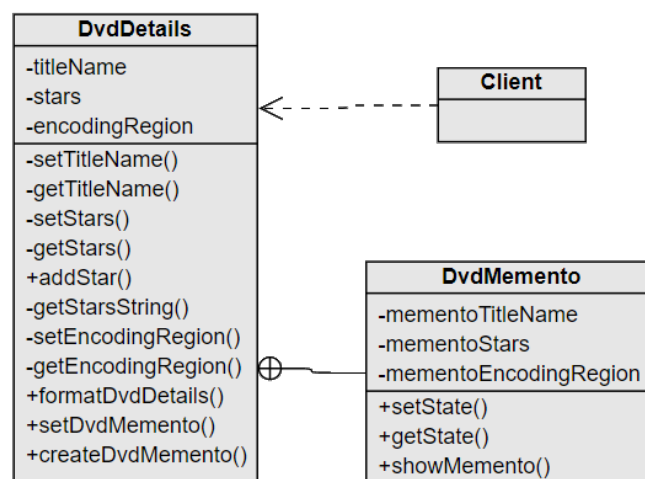 DvdDetails
-titleName
-stars
-encodingRegion
-setTitleName()
-getTitleName()
-setStars()
-getStars()
+addStar()
-getStarsString()
-setEncodingRegion()
-getEncodingRegion()
+formatDvdDetails()
+setDvdMemento()
+createDvdMemento()
Client
DvdMemento
-mementoTitleName
-mementoStars
-mementoEncodingRegion
+setState()
+getState()
+showMemento()